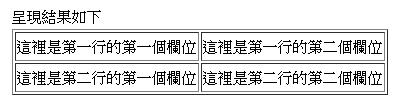 呈現結果如下
這裡是第一行的第一個欄位 這裡是第一行的第二個欄位
這裡是第二行的第一個欄位 這裡是第二行的第二個欄位